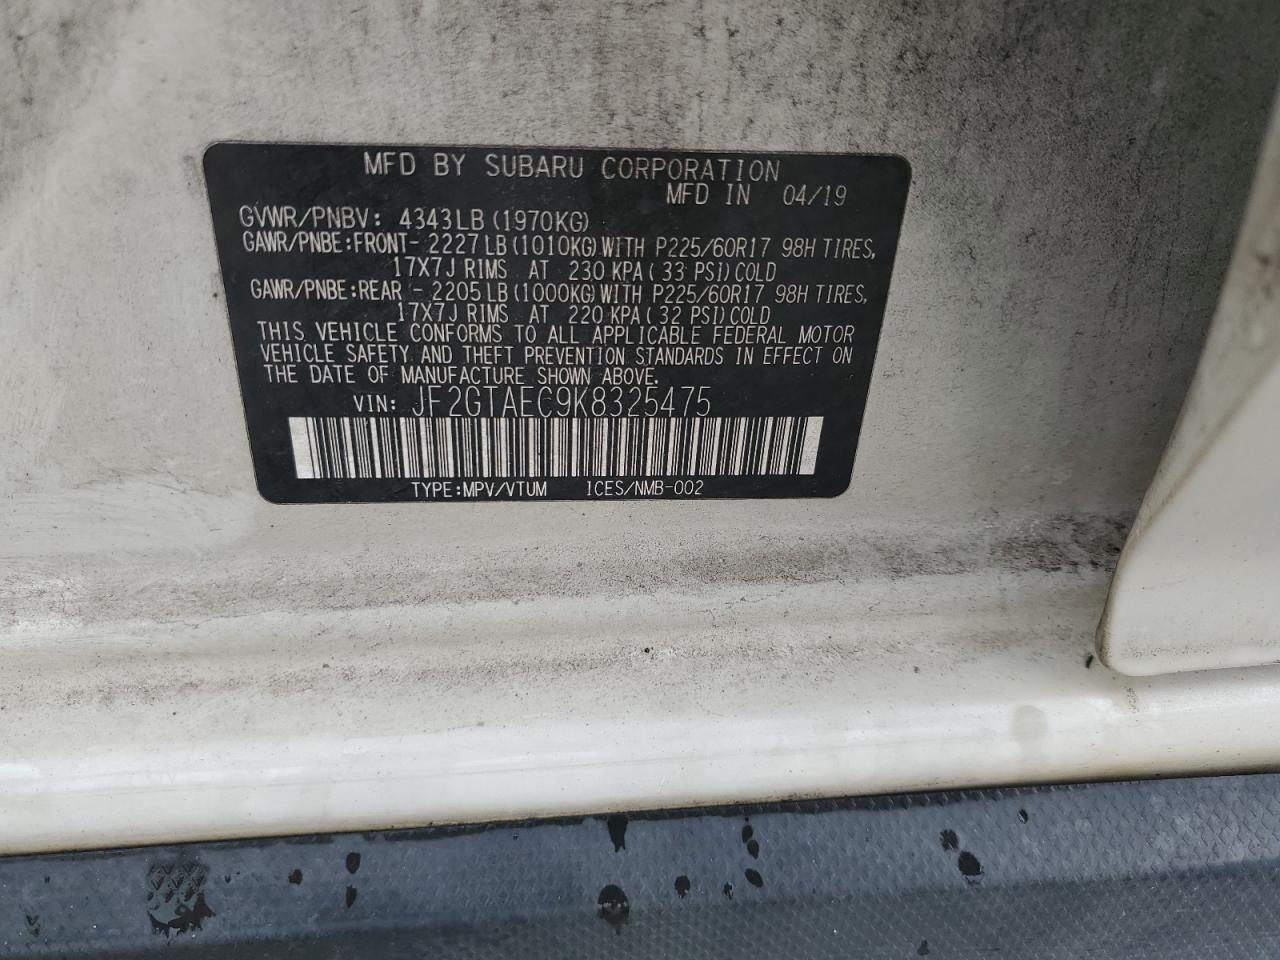 MFD BY SUBARU CORPORATION
MFD IN 04/19
GVWR/PNBV: 4343LB (1970KG)
GAWR/PNBE:FRONT- 2227LB(1010KG)WITH P225/60R17 98H TIRES,
17X7J RIMS AT 230 KPA( 33 PSI)COLD
GAWR/PNBE:REAR - 2205LB(1000KG)WITH P225/60R17 98H TIRES,
17X7J RIMS AT 220 KPA( 32 PSI)COLD
THIS VEHICLE CONFORMS TO ALL APPLICABLE FEDERAL MOTOR
VEHICLE SAFETY AND THEFT PREVENTION STANDARDS IN EFFECT ON
THE DATE OF MANUFACTURE SHOWN ABOVE.
VIN: JF2GTAEC9K8325475
TYPE:MPV/VTUM ICES/NMB-002